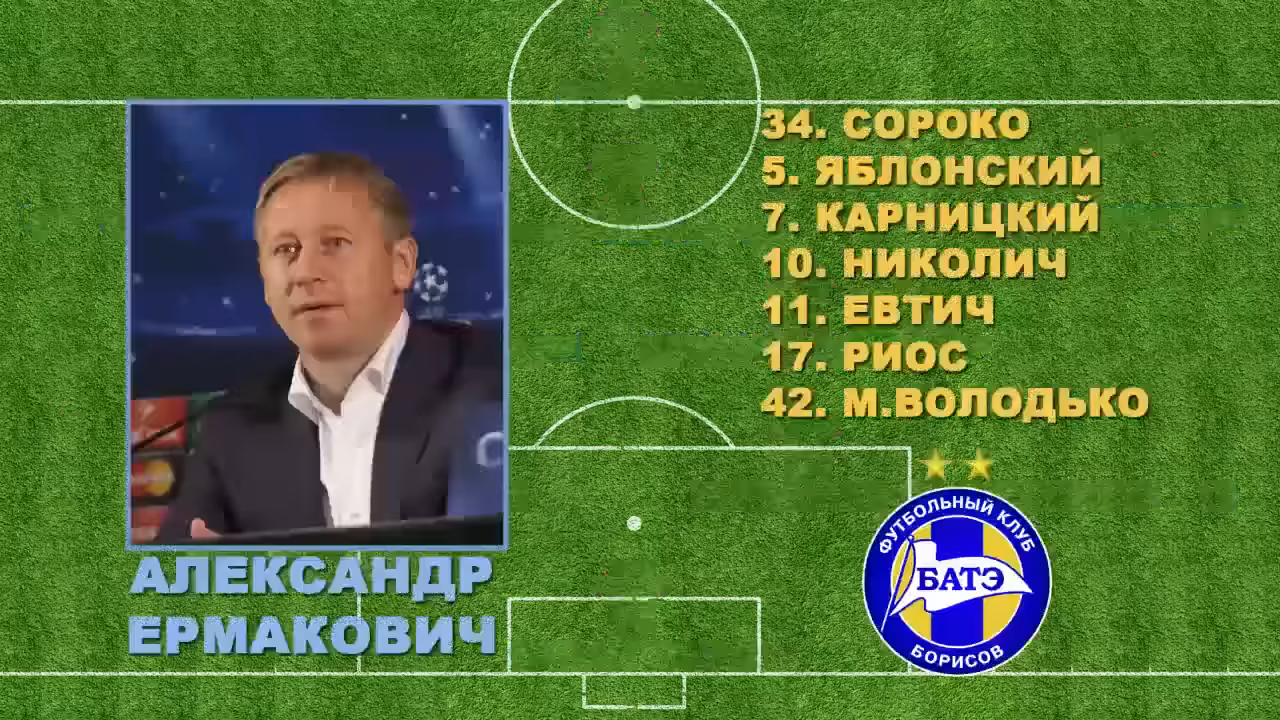 34. СОРОКО
5. ЯБЛОНСКИЙ
7. КАРНИЦКИЙ
10. НИКОЛИЧ
11. ЕВТИЧ
17. РИОС
42. М.ВОЛОДЬКО
АЛЕКСАНДР
ЕРМАКОВИЧ
ФУТБОЛЬНЫЙ КЛУБ
БАТЭ
БОРИСОВ